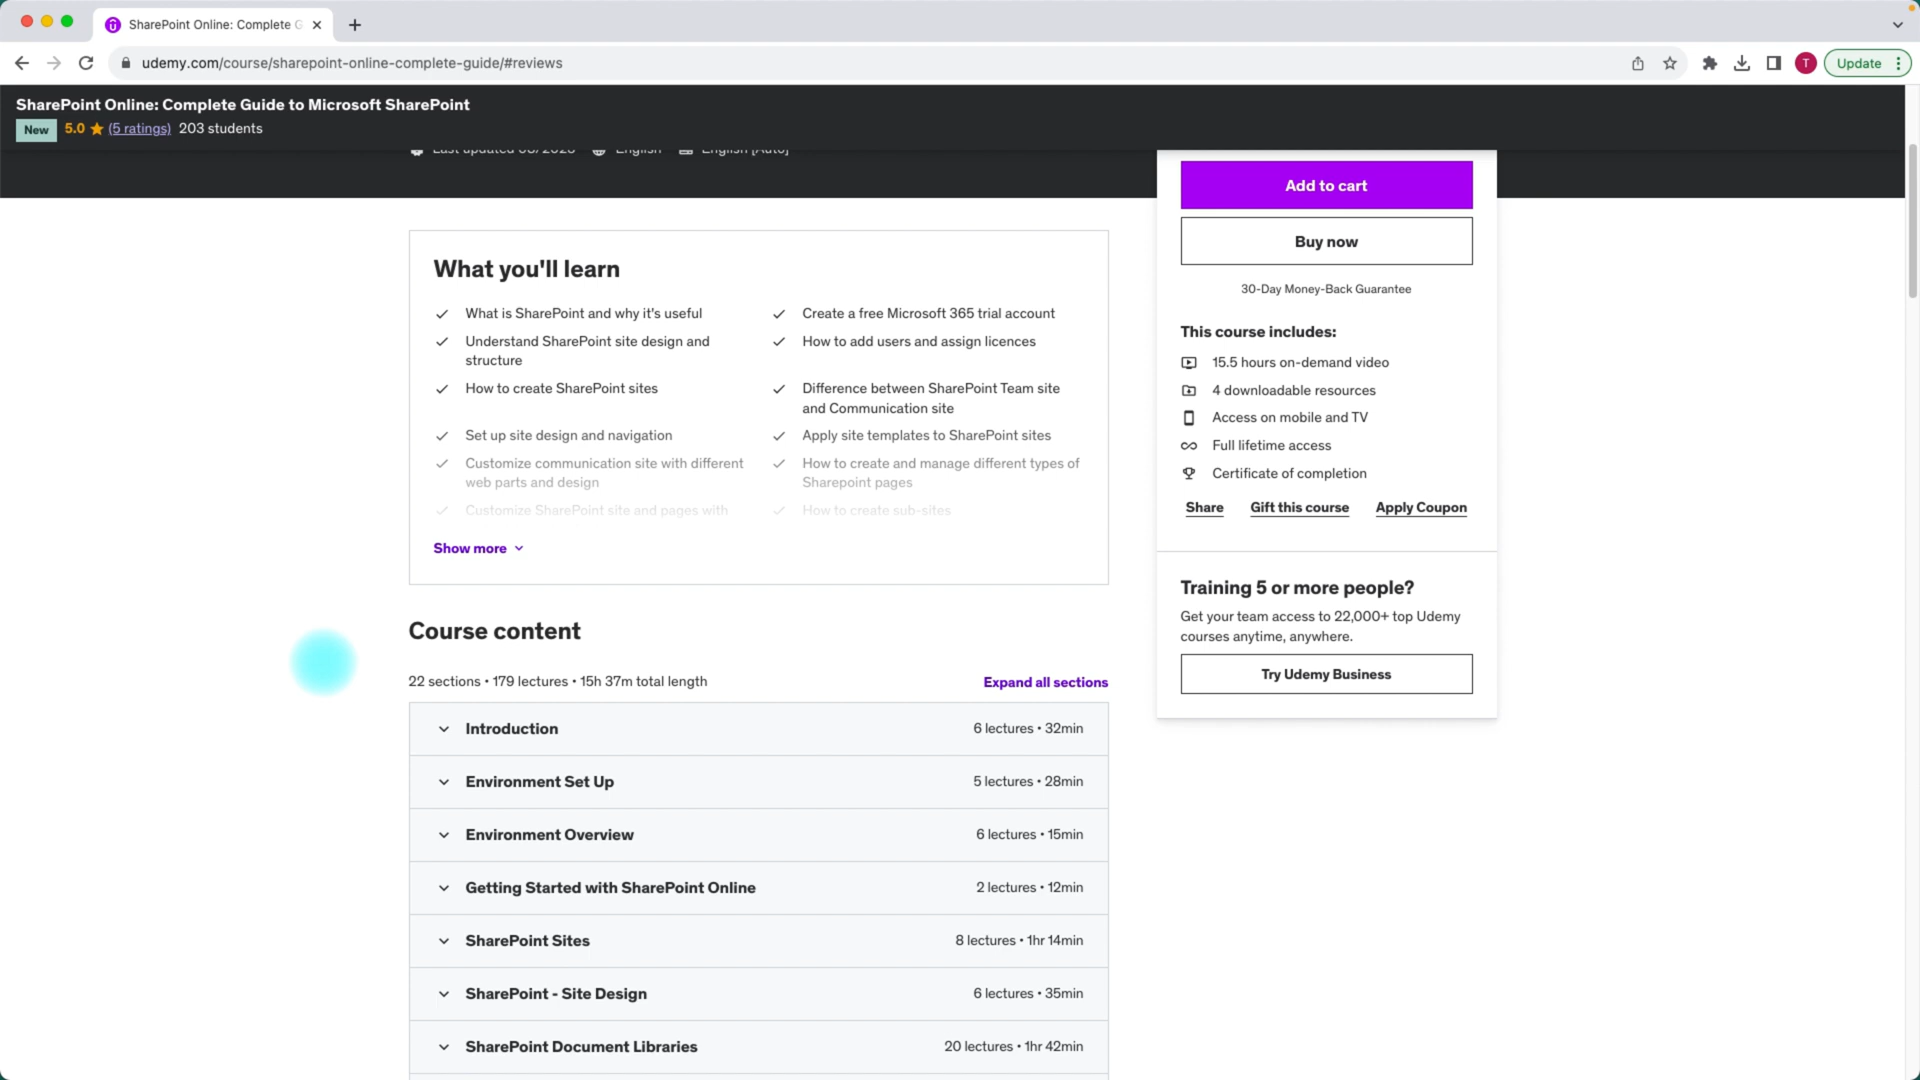 SharePoint Online: Complete G
udemy.com/course/sharepoint-online-complete-guide/#reviews
T
Update
SharePoint Online: Complete Guide to Microsoft SharePoint
New 5.0 (5 ratings) 203 students
Last updated 08/2023 English English [Auto]
What you'll learn
What is SharePoint and why it's useful
Create a free Microsoft 365 trial account
Understand SharePoint site design and
structure
How to add users and assign licences
How to create SharePoint sites
Difference between SharePoint Team site
and Communication site
Set up site design and navigation
Apply site templates to SharePoint sites
Customize communication site with different
web parts and design
How to create and manage different types of
Sharepoint pages
Customize SharePoint site and pages with
How to create sub-sites
Show more
Course content
22 sections • 179 lectures • 15h 37m total length
Expand all sections
Introduction 6 lectures • 32min
Environment Set Up 5 lectures • 28min
Environment Overview 6 lectures • 15min
Getting Started with SharePoint Online 2 lectures • 12min
SharePoint Sites 8 lectures • 1hr 14min
SharePoint - Site Design 6 lectures • 35min
SharePoint Document Libraries 20 lectures • 1hr 42min
Add to cart
Buy now
30-Day Money-Back Guarantee
This course includes:
15.5 hours on-demand video
4 downloadable resources
Access on mobile and TV
Full lifetime access
Certificate of completion
Share Gift this course Apply Coupon
Training 5 or more people?
Get your team access to 22,000+ top Udemy
courses anytime, anywhere.
Try Udemy Business